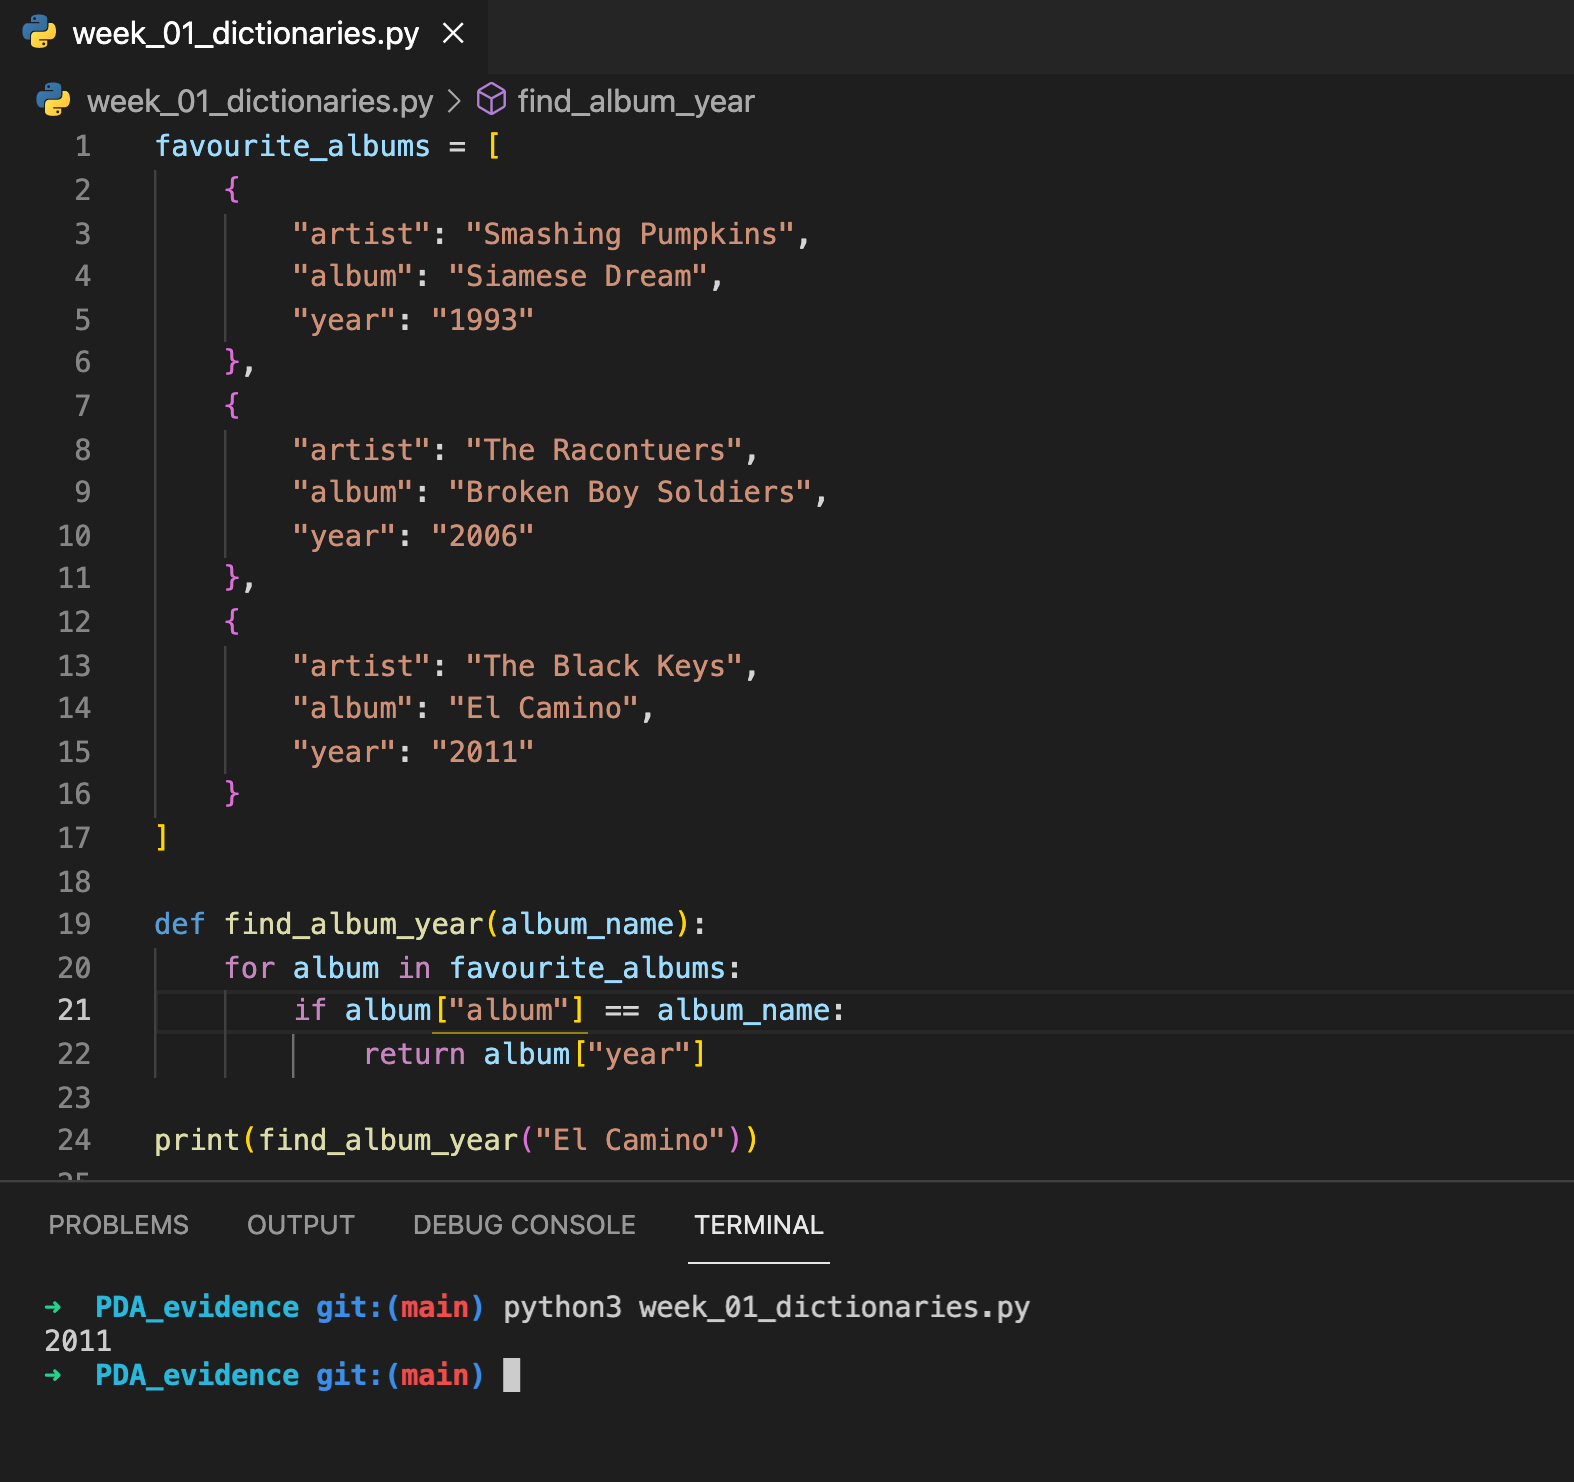 week_01_dictionaries.py
week_01_dictionaries.py > find_album_year
1 favourite_albums = [
2     {
3         "artist": "Smashing Pumpkins",
4         "album": "Siamese Dream",
5         "year": "1993"
6     },
7     {
8         "artist": "The Racontuers",
9         "album": "Broken Boy Soldiers",
10         "year": "2006"
11     },
12     {
13         "artist": "The Black Keys",
14         "album": "El Camino",
15         "year": "2011"
16     }
17 ]
18
19 def find_album_year(album_name):
20     for album in favourite_albums:
21         if album["album"] == album_name:
22             return album["year"]
23
24 print(find_album_year("El Camino"))
PROBLEMS OUTPUT DEBUG CONSOLE TERMINAL
➜ PDA_evidence git:(main) python3 week_01_dictionaries.py
2011
➜ PDA_evidence git:(main)